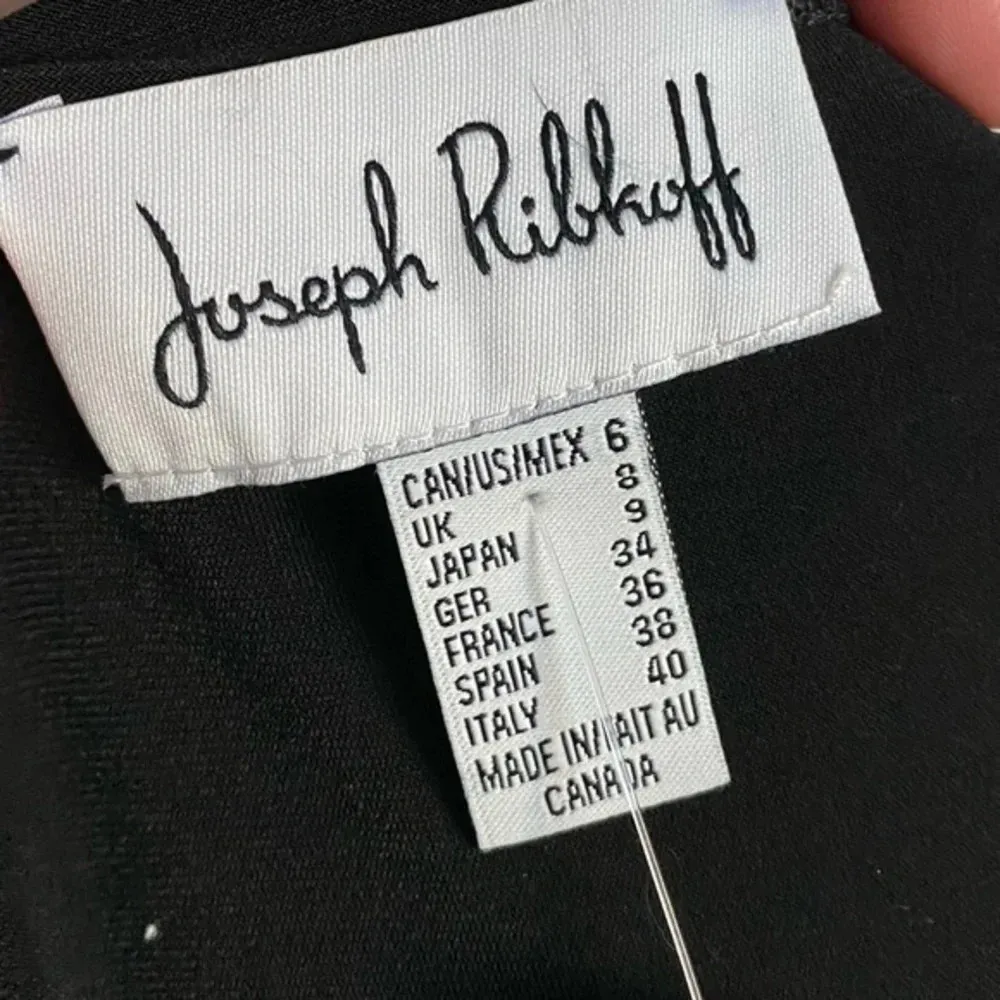 Joseph Ribkoff
CAN/US/MEX 6
UK 8
JAPAN 9
GER 34
FRANCE 36
SPAIN 38
ITALY 40
MADE IN/FAIT AU
CANADA